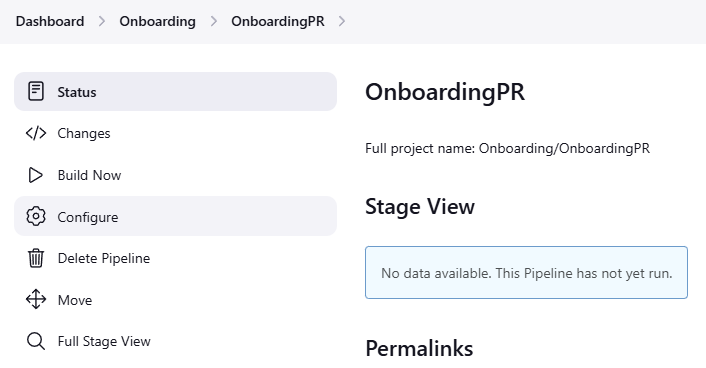 Dashboard > Onboarding > OnboardingPR >
Status
Changes
Build Now
Configure
Delete Pipeline
Move
Full Stage View
OnboardingPR
Full project name: Onboarding/OnboardingPR
Stage View
No data available. This Pipeline has not yet run.
Permalinks